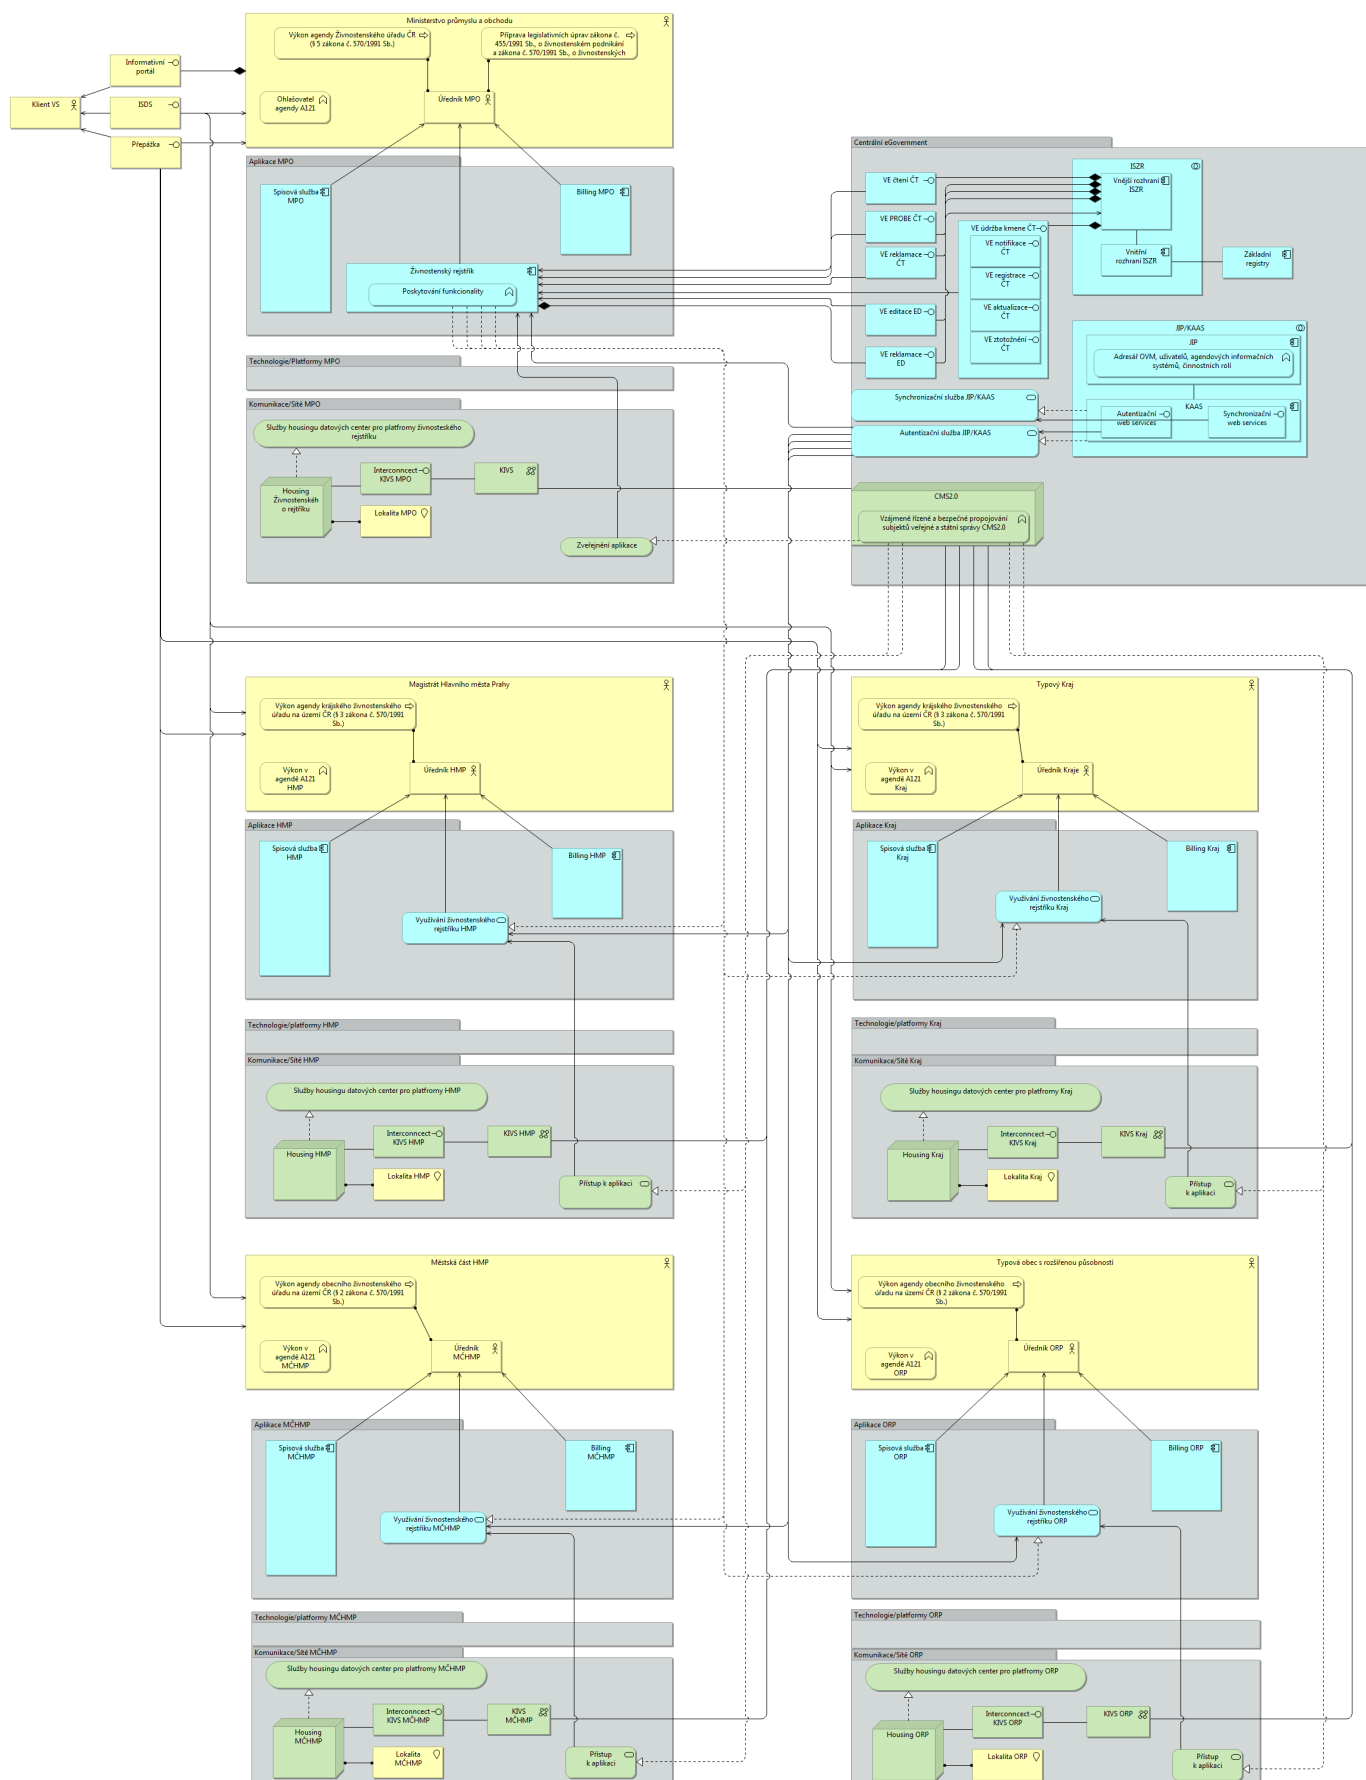 Ministerstvo průmyslu a obchodu
Výkon agendy Živnostenského úřadu ČR
(§ 5 zákona č. 570/1991 Sb.)
Příprava legislativních úprav zákona č.
455/1991 Sb., o živnostenském podnikání
a zákona č. 570/1991 Sb., o živnostenských
Informativní
portál
Klient VS
ISDS
Přepážka
Ohlašovatel
agendy A121
Úředník MPO
Aplikace MPO
Spisová služba
MPO
Billing MPO
Živnostenský rejstřík
Poskytování funkcionality
Technologie/Platformy MPO
Komunikace/Sítě MPO
Služby housingu datových center pro platfromy živnosteského
rejstříku
Housing
Živnostenskéh
o rejtříku
Interconncect
KIVS MPO
KIVS
Lokalita MPO
Zveřejnění aplikace
Centrální eGovernment
VE čtení ČT
VE PROBE ČT
VE reklamace
ČT
VE editace ED
VE reklamace
ED
VE údržba kmene ČT
VE notifikace
ČT
VE registrace
ČT
VE aktualizace
ČT
VE ztotožnění
ČT
ISZR
Vnější rozhraní
ISZR
Vnitřní
rozhraní ISZR
Základní
registry
JIP/KAAS
JIP
Adresář OVM, uživatelů, agendových informačních
systémů, činnostních rolí
KAAS
Autentizační
web services
Synchronizační
web services
Synchronizační služba JIP/KAAS
Autentizační služba JIP/KAAS
CMS2.0
Vzájmené řízené a bezpečné propojování
subjektů veřejné a státní správy CMS2.0
Magistrát Hlavního města Prahy
Výkon agendy krájského živnostenského
úřadu na území ČR (§ 3 zákona č. 570/1991
Sb.)
Výkon v
agendě A121
HMP
Úředník HMP
Aplikace HMP
Spisová služba
HMP
Billing HMP
Využívání živnostenského
rejstříku HMP
Technologie/platformy HMP
Komunikace/Sítě HMP
Služby housingu datových center pro platfromy HMP
Housing HMP
Interconncect
KIVS HMP
KIVS HMP
Lokalita HMP
Přístup k aplikaci
Typový Kraj
Výkon agendy krájského živnostenského
úřadu na území ČR (§ 3 zákona č. 570/1991
Sb.)
Výkon v
agendě A121
Kraj
Úředník Kraje
Aplikace Kraj
Spisová služba
Kraj
Billing Kraj
Využívání živnostenského
rejstříku Kraj
Technologie/platformy Kraj
Komunikace/Sítě Kraj
Služby housingu datových center pro platfromy Kraj
Housing Kraj
Interconncect
KIVS Kraj
KIVS Kraj
Lokalita Kraj
Přístup
k aplikaci
Městská část HMP
Výkon agendy obecního živnostenského
úřadu na území ČR (§ 2 zákona č. 570/1991
Sb.)
Výkon v
agendě A121
MČHMP
Úředník
MČHMP
Aplikace MČHMP
Spisová služba
MČHMP
Billing
MČHMP
Využívání živnostenského
rejstříku MČHMP
Technologie/platformy MČHMP
Komunikace/Sítě MČHMP
Služby housingu datových center pro platfromy MČHMP
Housing
MČHMP
Interconncect
KIVS MČHMP
KIVS
MČHMP
Lokalita
MČHMP
Přístup
k aplikaci
Typová obec s rozšířenou působností
Výkon agendy obecního živnostenského
úřadu na území ČR (§ 2 zákona č. 570/1991
Sb.)
Výkon v
agendě A121
ORP
Úředník ORP
Aplikace ORP
Spisová služba
ORP
Billing ORP
Využívání živnostenského
rejstříku ORP
Technologie/platformy ORP
Komunikace/Sítě ORP
Služby housingu datových center pro platfromy ORP
Housing ORP
Interconncect
KIVS ORP
KIVS ORP
Lokalita ORP
Přístup
k aplikaci